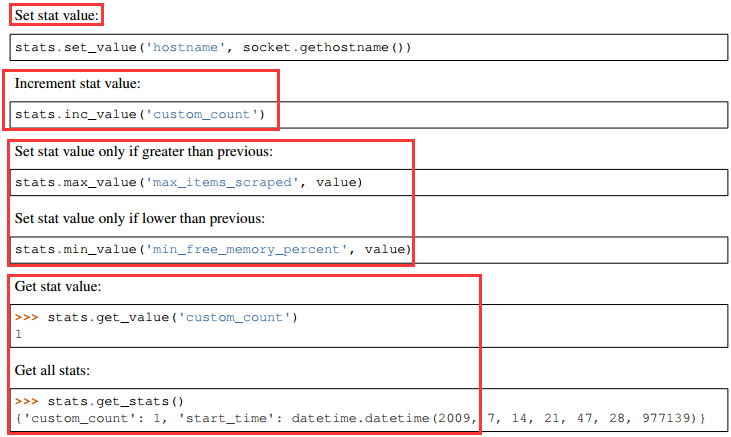 Set stat value:
stats.set_value('hostname', socket.gethostname())
Increment stat value:
stats.inc_value('custom_count')
Set stat value only if greater than previous:
stats.max_value('max_items_scraped', value)
Set stat value only if lower than previous:
stats.min_value('min_free_memory_percent', value)
Get stat value:
>>> stats.get_value('custom_count')
1
Get all stats:
>>> stats.get_stats()
{'custom_count': 1, 'start_time': datetime.datetime(2009, 7, 14, 21, 47, 28, 977139)}